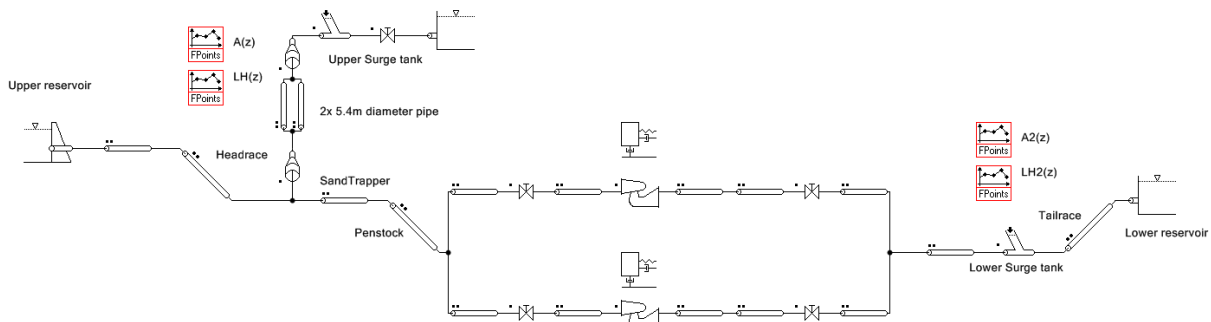 A(z)
FPoints
Upper Surge tank
LH(z)
FPoints
Upper reservoir
2x 5.4m diameter pipe
Headrace
SandTrapper
Penstock
A2(z)
FPoints
LH2(z)
FPoints
Tailrace
Lower reservoir
Lower Surge tank